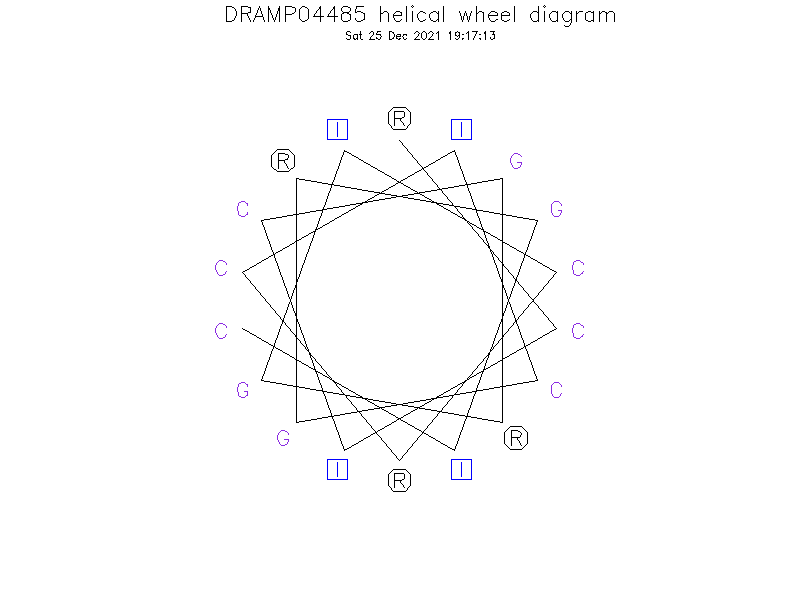 DRAMP04485 helical wheel diagram
Sat 25 Dec 2021 19:17:13
R
I I
R G
C G
C C
C C
G C
G R
I R I